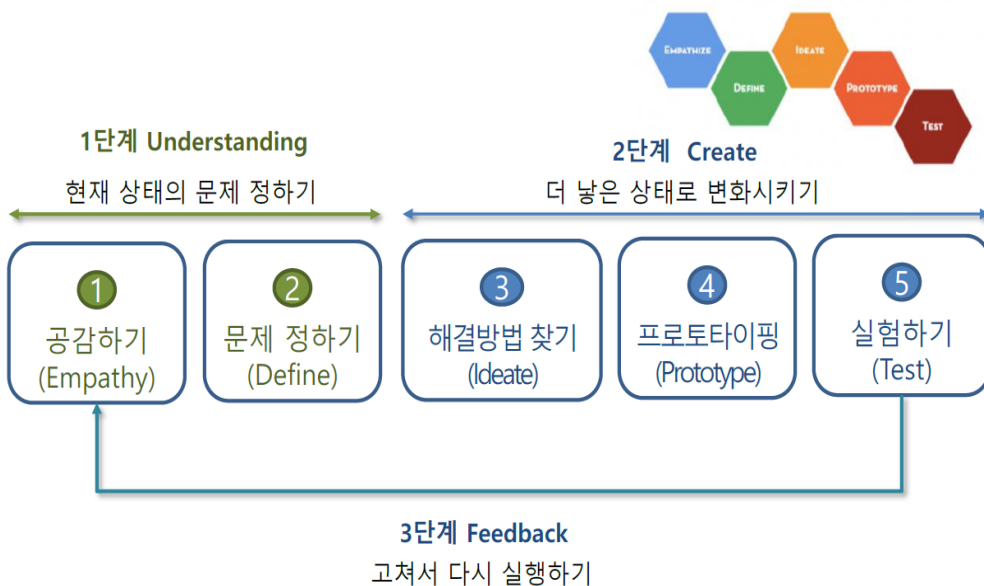 EMPATHIZE
DEFINE
IDEATE
PROTOTYPE
TEST
1단계 Understanding
현재 상태의 문제 정하기
2단계 Create
더 낳은 상태로 변화시키기
1
공감하기
(Empathy)
2
문제 정하기
(Define)
3
해결방법 찾기
(Ideate)
4
프로토타이핑
(Prototype)
5
실험하기
(Test)
3단계 Feedback
고쳐서 다시 실행하기